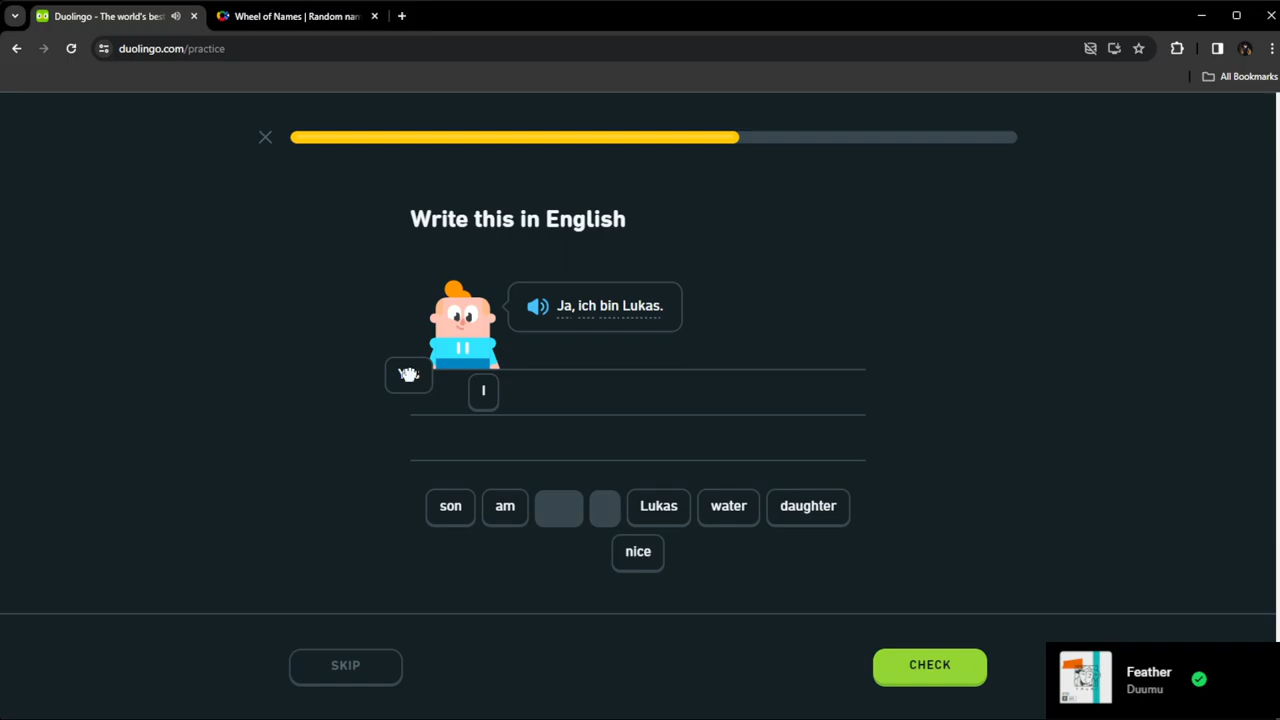 Duolingo - The world's best
Wheel of Names | Random nam
duolingo.com/practice
All Bookmarks
Write this in English
Ja, ich bin Lukas.
I
son am Lukas water daughter
nice
SKIP
CHECK
Feather
Duumu